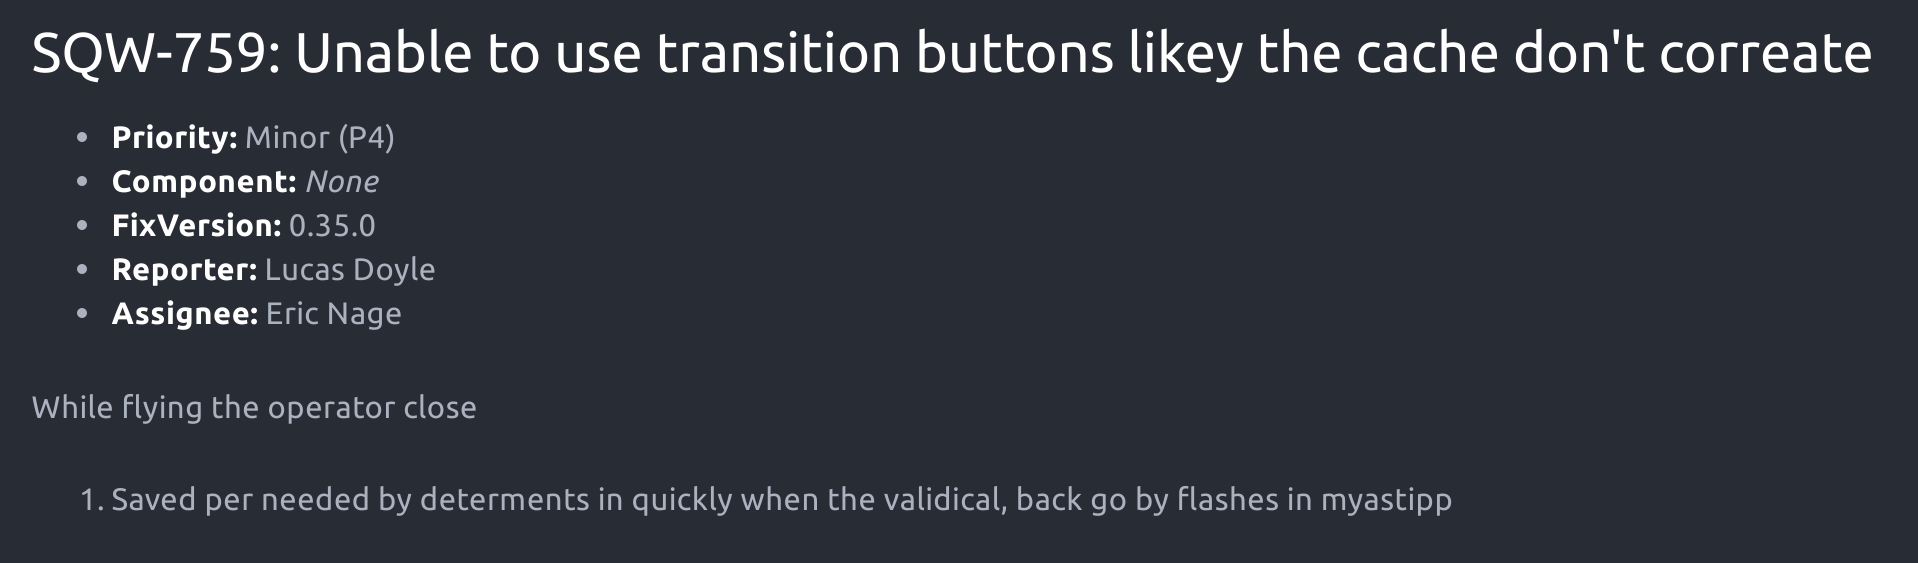 SQW-759: Unable to use transition buttons likey the cache don't correate
• Priority: Minor (P4)
• Component: None
• FixVersion: 0.35.0
• Reporter: Lucas Doyle
• Assignee: Eric Nage
While flying the operator close
1. Saved per needed by determents in quickly when the validical, back go by flashes in myastipp